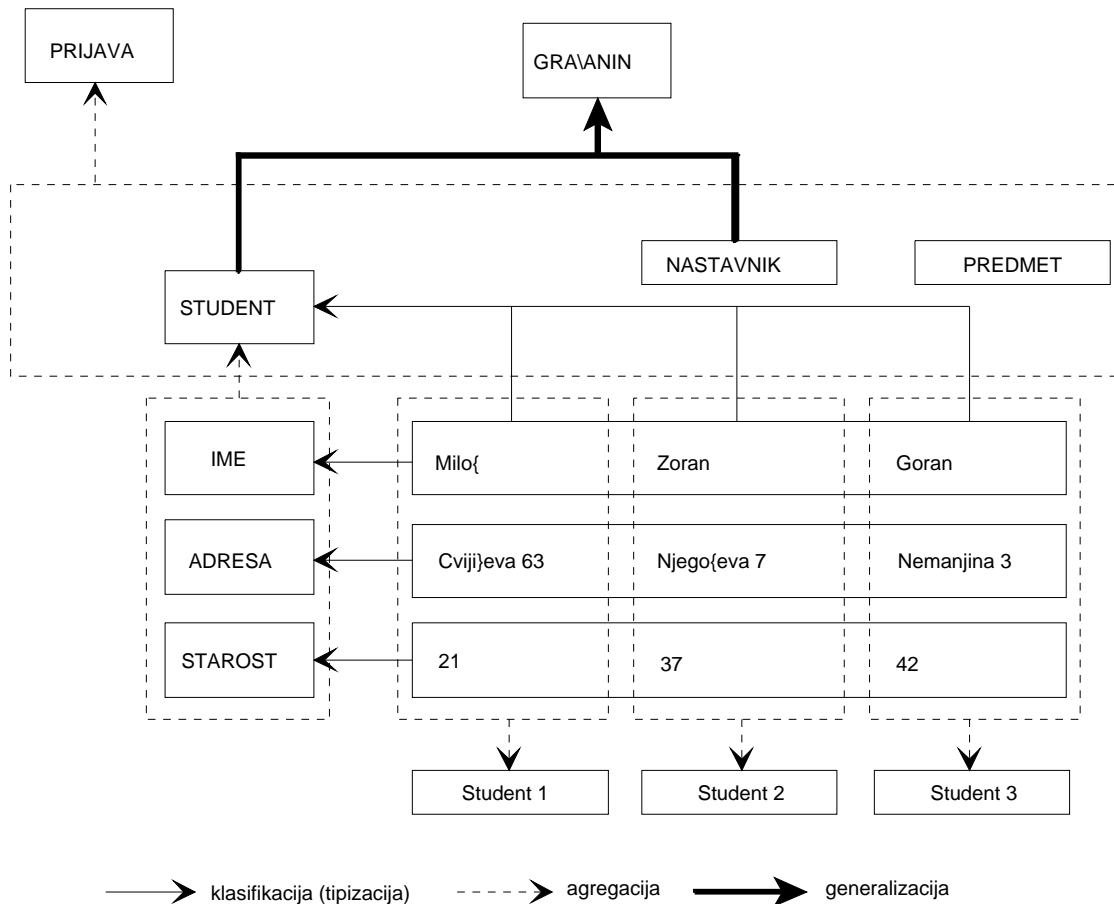 PRIJAVA
GRA\ANIN
NASTAVNIK
PREDMET
STUDENT
IME
Milo{
Zoran
Goran
ADRESA
Cviji}eva 63
Njego{eva 7
Nemanjina 3
STAROST
21
37
42
Student 1
Student 2
Student 3
klasifikacija (tipizacija)
agregacija
generalizacija